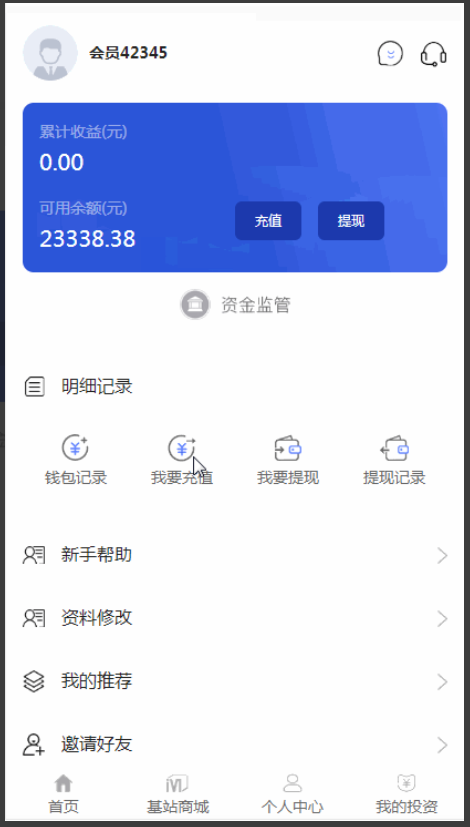 会员42345
累计收益(元)
0.00
可用余额(元)
23338.38
充值
提现
资金监管
明细记录
钱包记录
我要充值
我要提现
提现记录
新手帮助
资料修改
我的推荐
邀请好友
首页
基站商城
个人中心
我的投资